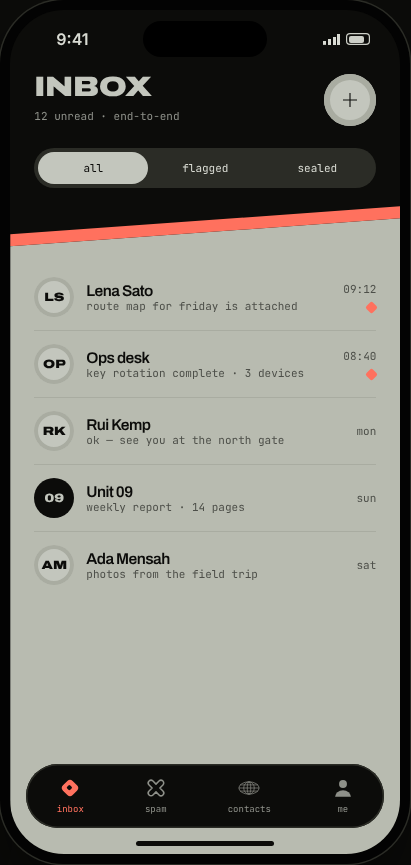 9:41
INBOX
12 unread · end-to-end
all flagged sealed
LS Lena Sato 09:12
route map for friday is attached
OP Ops desk 08:40
key rotation complete · 3 devices
RK Rui Kemp
ok — see you at the north gate mon
09 Unit 09
weekly report · 14 pages sun
AM Ada Mensah
photos from the field trip sat
inbox spam contacts me